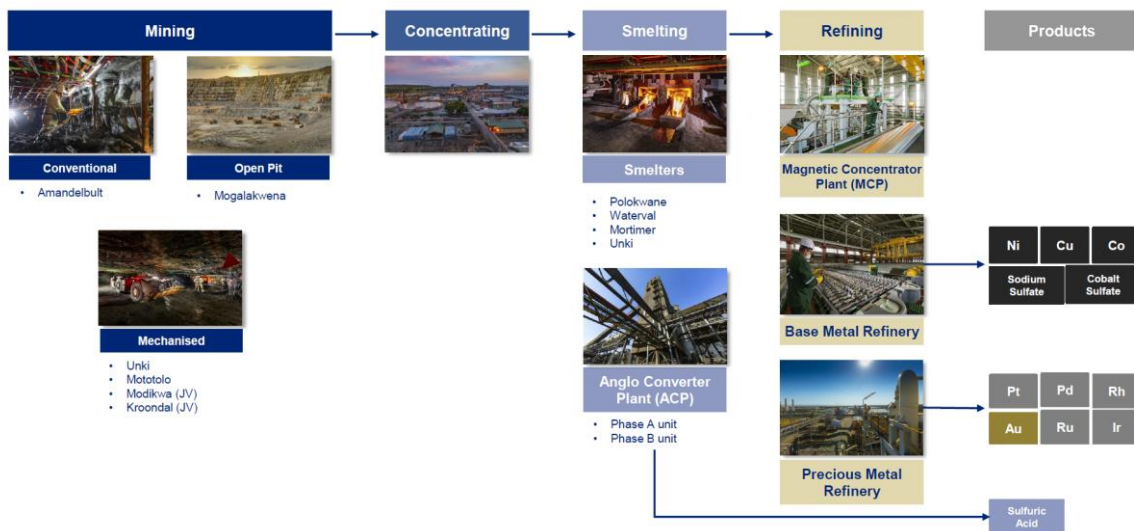 Mining
Concentrating
Smelting
Refining
Products
Conventional
• Amandelbult
Open Pit
• Mogalakwena
Mechanised
• Unki
• Mototolo
• Modikwa (JV)
• Kroondal (JV)
Smelters
• Polokwane
• Waterval
• Mortimer
• Unki
Anglo Converter
Plant (ACP)
• Phase A unit
• Phase B unit
Magnetic Concentrator
Plant (MCP)
Base Metal Refinery
Precious Metal
Refinery
Ni
Cu
Co
Sodium
Sulfate
Cobalt
Sulfate
Pt
Pd
Rh
Au
Ru
Ir
Sulfuric
Acid